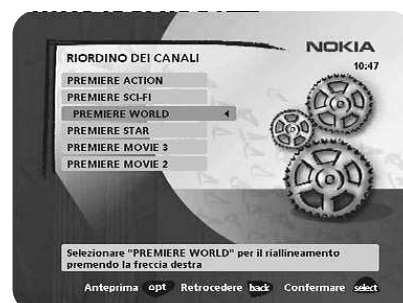 NOKIA
RIORDINO DEI CANALI
10:47
PREMIERE ACTION
PREMIERE SCI-FI
PREMIERE WORLD
PREMIERE STAR
PREMIERE MOVIE 3
PREMIERE MOVIE 2
Selezionare "PREMIERE WORLD" per il riallineamento
premendo la freccia destra
Anteprima opt Retrocedere back Confermare select